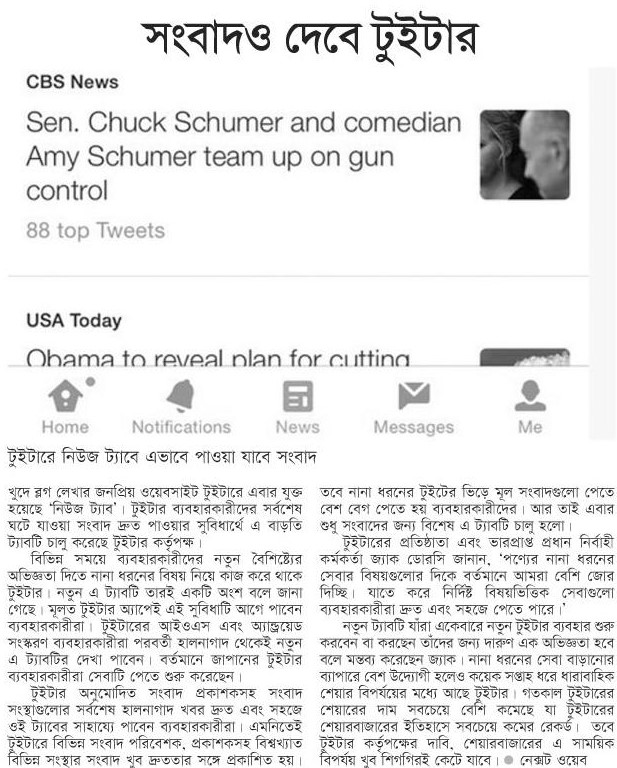 সংবাদও দেবে টুইটার
CBS News
Sen. Chuck Schumer and comedian
Amy Schumer team up on gun
control
88 top Tweets
USA Today
Obama to reveal plan for cutting
Home
Notifications
News
Messages
Me
টুইটারে নিউজ ট্যাবে এভাবে পাওয়া যাবে সংবাদ
খুদে ব্লগ লেখার জনপ্রিয় ওয়েবসাইট টুইটারে এবার যুক্ত
হয়েছে ‘নিউজ ট্যাব’। টুইটার ব্যবহারকারীদের সর্বশেষ
ঘটে যাওয়া সংবাদ দ্রুত পাওয়ার সুবিধার্থে এ বাড়তি
ট্যাবটি চালু করেছে টুইটার কর্তৃপক্ষ।
বিভিন্ন সময়ে ব্যবহারকারীদের নতুন বৈশিষ্ট্যের
অভিজ্ঞতা দিতে নানা ধরনের বিষয় নিয়ে কাজ করে থাকে
টুইটার। নতুন এ ট্যাবটি তারই একটি অংশ বলে জানা
গেছে। মূলত টুইটার অ্যাপেই এই সুবিধাটি আগে পাবেন
ব্যবহারকারীরা। টুইটারের আইওএস এবং অ্যান্ড্রয়েড
সংস্করণ ব্যবহারকারীরা পরবর্তী হালনাগাদ থেকেই নতুন
এ ট্যাবটির দেখা পাবেন। বর্তমানে জাপানের টুইটার
ব্যবহারকারীরা সেবাটি পেতে শুরু করেছেন।
টুইটার অনুমোদিত সংবাদ প্রকাশকসহ সংবাদ
সংস্থাগুলোর সর্বশেষ হালনাগাদ খবর দ্রুত এবং সহজে
ওই ট্যাবের সাহায্যে পাবেন ব্যবহারকারীরা। এমনিতেই
টুইটারে বিভিন্ন সংবাদ পরিবেশক, প্রকাশকসহ বিশ্বখ্যাত
বিভিন্ন সংস্থার সংবাদ খুব দ্রুততার সঙ্গে প্রকাশিত হয়।
তবে নানা ধরনের টুইটের ভিড়ে মূল সংবাদগুলো পেতে
বেশ বেগ পেতে হয় ব্যবহারকারীদের। আর তাই এবার
শুধু সংবাদের জন্য বিশেষ এ ট্যাবটি চালু হলো।
টুইটারের প্রতিষ্ঠাতা এবং ভারপ্রাপ্ত প্রধান নির্বাহী
কর্মকর্তা জ্যাক ডোরসি জানান, ‘পণ্যের নানা ধরনের
সেবার বিষয়গুলোর দিকে বর্তমানে আমরা বেশি জোর
দিচ্ছি। যাতে করে নির্দিষ্ট বিষয়ভিত্তিক সেবাগুলো
ব্যবহারকারীরা দ্রুত এবং সহজে পেতে পারে।’
নতুন ট্যাবটি যাঁরা একেবারে নতুন টুইটার ব্যবহার শুরু
করবেন বা করছেন তাঁদের জন্য দারুণ এক অভিজ্ঞতা হবে
বলে মন্তব্য করেছেন জ্যাক। নানা ধরনের সেবা বাড়ানোর
ব্যাপারে বেশ উদ্যোগী হলেও কয়েক সপ্তাহ ধরে ধারাবাহিক
শেয়ার বিপর্যয়ের মধ্যে আছে টুইটার। গতকাল টুইটারের
শেয়ারের দাম সবচেয়ে বেশি কমেছে যা টুইটারের
শেয়ারবাজারের ইতিহাসে সবচেয়ে কমের রেকর্ড। তবে
টুইটার কর্তৃপক্ষের দাবি, শেয়ারবাজারের এ সাময়িক
বিপর্যয় খুব শিগগিরই কেটে যাবে। ● নেক্সট ওয়েব